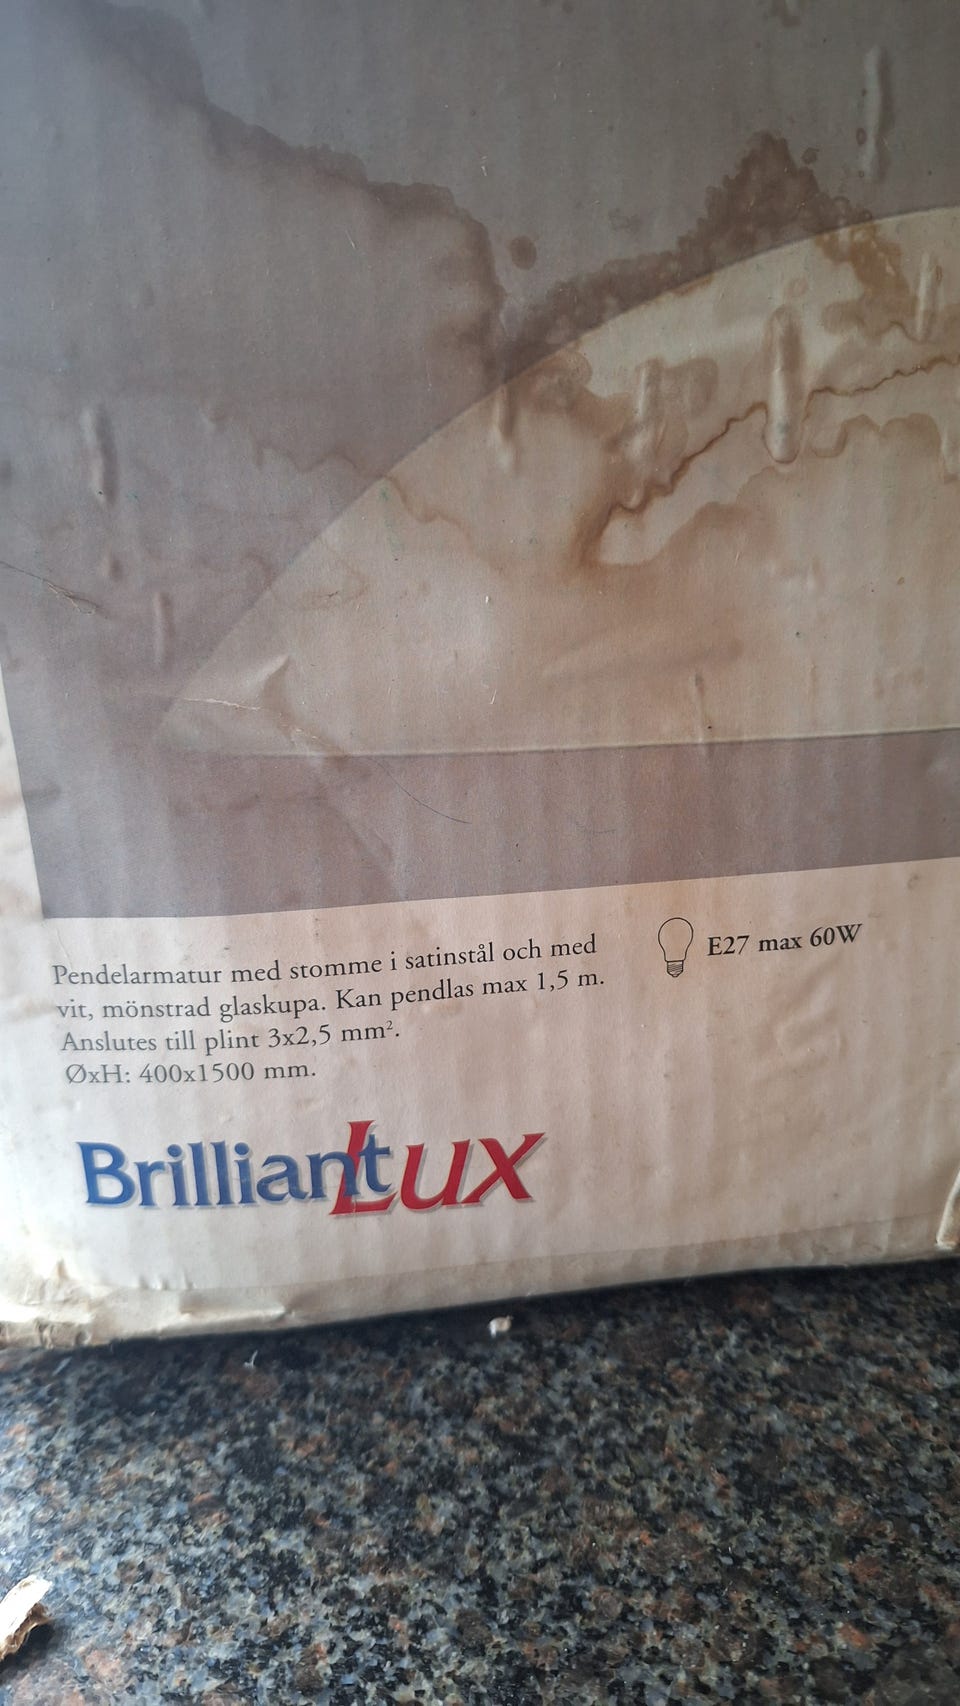 Pendelarmatur med stomme i satinstål och med
vit, mönstrad glaskupa. Kan pendlas max 1,5 m.
Anslutes till plint 3x2,5 mm².
ØxH: 400x1500 mm.
E27 max 60W
BrilliantLux